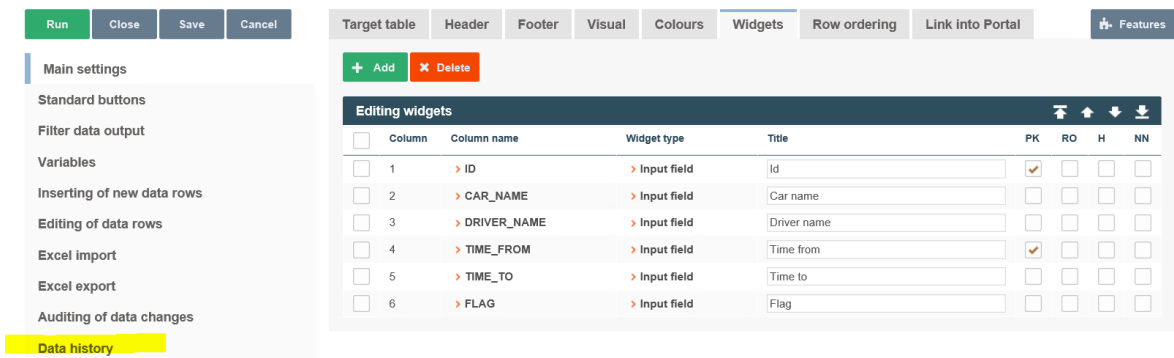 Run Close Save Cancel
Main settings
Standard buttons
Filter data output
Variables
Inserting of new data rows
Editing of data rows
Excel import
Excel export
Auditing of data changes
Data history
Target table Header Footer Visual Colours Widgets Row ordering Link into Portal Features
Add Delete
Editing widgets
Column Column name Widget type Title PK RO H NN
1 ID Input field Id
2 CAR_NAME Input field Car name
3 DRIVER_NAME Input field Driver name
4 TIME_FROM Input field Time from
5 TIME_TO Input field Time to
6 FLAG Input field Flag